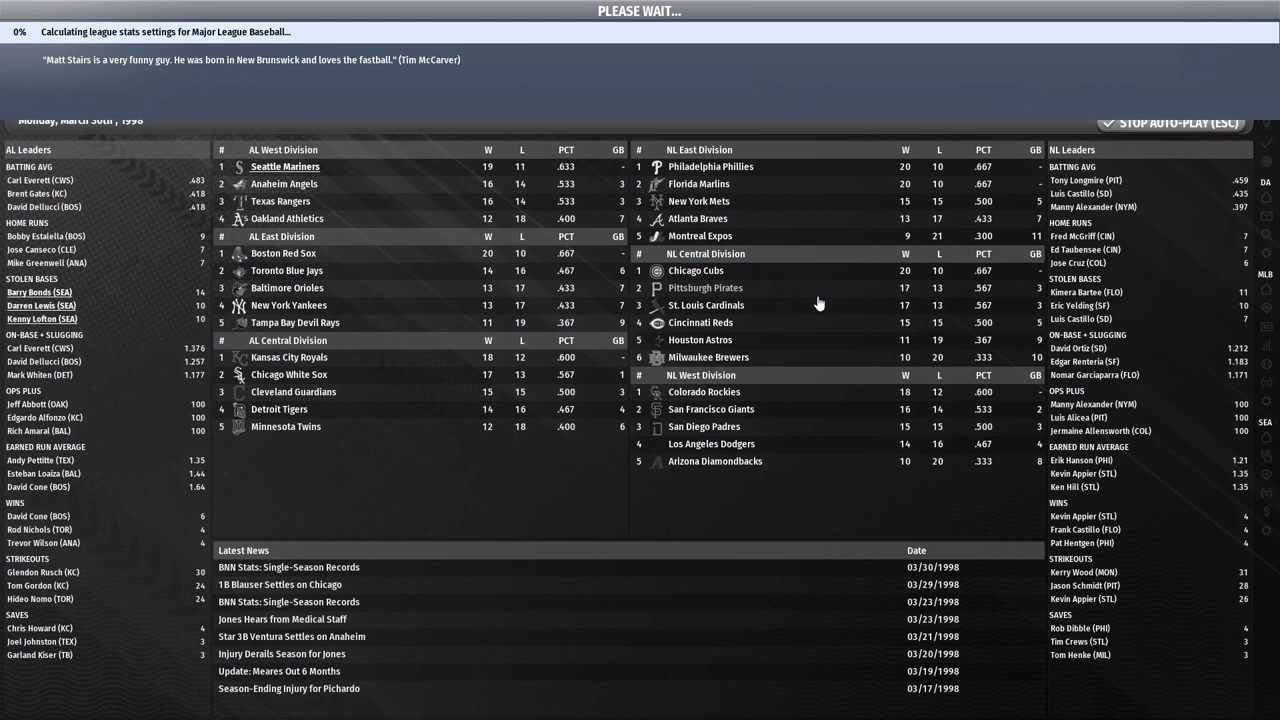 PLEASE WAIT...
0% Calculating league stats settings for Major League Baseball...
"Matt Stairs is a very funny guy. He was born in New Brunswick and loves the fastball." (Tim McCarver)
Monday, March 30th, 1998
STOP AUTO-PLAY (ESC)
AL Leaders
BATTING AVG
Carl Everett (CWS) .483
Brent Gates (KC) .418
David Dellucci (BOS) .418
HOME RUNS
Bobby Estalella (BOS) 9
Jose Canseco (CLE) 7
Mike Greenwell (ANA) 7
STOLEN BASES
Barry Bonds (SEA) 14
Darren Lewis (SEA) 10
Kenny Lofton (SEA) 10
ON-BASE + SLUGGING
Carl Everett (CWS) 1.376
David Dellucci (BOS) 1.257
Mark Whiten (DET) 1.177
OPS PLUS
Jeff Abbott (OAK) 100
Edgardo Alfonzo (KC) 100
Rich Amaral (BAL) 100
EARNED RUN AVERAGE
Andy Pettitte (TEX) 1.35
Esteban Loaiza (BAL) 1.44
David Cone (BOS) 1.64
WINS
David Cone (BOS) 6
Rod Nichols (TOR) 4
Trevor Wilson (ANA) 4
STRIKEOUTS
Glendon Rusch (KC) 30
Tom Gordon (KC) 24
Hideo Nomo (TOR) 24
SAVES
Chris Howard (KC) 4
Joel Johnston (TEX) 3
Garland Kiser (TB) 3
# AL West Division W L PCT GB
1 Seattle Mariners 19 11 .633 -
2 Anaheim Angels 16 14 .533 3
3 Texas Rangers 16 14 .533 3
4 Oakland Athletics 12 18 .400 7
# AL East Division W L PCT GB
1 Boston Red Sox 20 10 .667 -
2 Toronto Blue Jays 14 16 .467 6
3 Baltimore Orioles 13 17 .433 7
4 New York Yankees 13 17 .433 7
5 Tampa Bay Devil Rays 11 19 .367 9
# AL Central Division W L PCT GB
1 Kansas City Royals 18 12 .600 -
2 Chicago White Sox 17 13 .567 1
3 Cleveland Guardians 15 15 .500 3
4 Detroit Tigers 14 16 .467 4
5 Minnesota Twins 12 18 .400 6
# NL East Division W L PCT GB
1 Philadelphia Phillies 20 10 .667 -
2 Florida Marlins 20 10 .667 -
3 New York Mets 15 15 .500 5
4 Atlanta Braves 13 17 .433 7
5 Montreal Expos 9 21 .300 11
# NL Central Division W L PCT GB
1 Chicago Cubs 20 10 .667 -
2 Pittsburgh Pirates 17 13 .567 3
3 St. Louis Cardinals 17 13 .567 3
4 Cincinnati Reds 15 15 .500 5
5 Houston Astros 11 19 .367 9
6 Milwaukee Brewers 10 20 .333 10
# NL West Division W L PCT GB
1 Colorado Rockies 18 12 .600 -
2 San Francisco Giants 16 14 .533 2
3 San Diego Padres 15 15 .500 3
4 Los Angeles Dodgers 14 16 .467 4
5 Arizona Diamondbacks 10 20 .333 8
Latest News Date
BNN Stats: Single-Season Records 03/30/1998
1B Blauser Settles on Chicago 03/29/1998
BNN Stats: Single-Season Records 03/23/1998
Jones Hears from Medical Staff 03/23/1998
Star 3B Ventura Settles on Anaheim 03/21/1998
Injury Derails Season for Jones 03/20/1998
Update: Meares Out 6 Months 03/19/1998
Season-Ending Injury for Pichardo 03/17/1998
NL Leaders
BATTING AVG
Tony Longmire (PIT) .459
Luis Castillo (SD) .435
Manny Alexander (NYM) .397
HOME RUNS
Fred McGriff (CIN) 7
Ed Taubensee (CIN) 7
Jose Cruz (COL) 6
STOLEN BASES
Kimera Bartee (FLO) 11
Eric Yelding (SF) 10
Luis Castillo (SD) 7
ON-BASE + SLUGGING
David Ortiz (SD) 1.212
Edgar Renteria (SF) 1.183
Nomar Garciaparra (FLO) 1.171
OPS PLUS
Manny Alexander (NYM) 100
Luis Alicea (PIT) 100
Jermaine Allensworth (COL) 100
EARNED RUN AVERAGE
Erik Hanson (PHI) 1.21
Kevin Appier (STL) 1.35
Ken Hill (STL) 1.35
WINS
Kevin Appier (STL) 4
Frank Castillo (FLO) 4
Pat Hentgen (PHI) 4
STRIKEOUTS
Kerry Wood (MON) 31
Jason Schmidt (PIT) 28
Kevin Appier (STL) 26
SAVES
Rob Dibble (PHI) 4
Tim Crews (STL) 3
Tom Henke (MIL) 3
DA
MLB
SEA